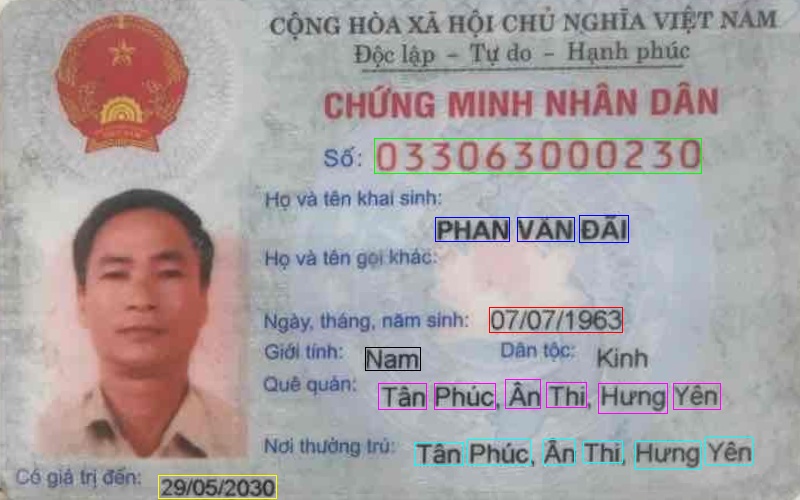 CỘNG HÒA XÃ HỘI CHỦ NGHĨA VIỆT NAM
Độc lập - Tự do - Hạnh phúc
CHỨNG MINH NHÂN DÂN
Số: 033063000230
Họ và tên khai sinh:
PHAN VĂN ĐÃI
Họ và tên gọi khác:
Ngày, tháng, năm sinh: 07/07/1963
Giới tính: Nam Dân tộc: Kinh
Quê quán: Tân Phúc, Ân Thi, Hưng Yên
Nơi thường trú: Tân Phúc, Ân Thi, Hưng Yên
Có giá trị đến: 29/05/2030